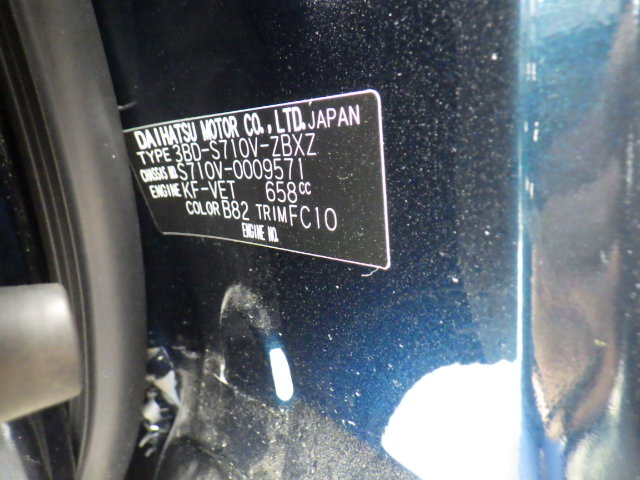 DAIHATSU MOTOR CO., LTD. JAPAN
TYPE 3BD-S710V-ZBXZ
CHASSIS NO. S710V-0009571
ENGINE KF-VET 658CC
COLOR B82 TRIM FC10
ENGINE NO.